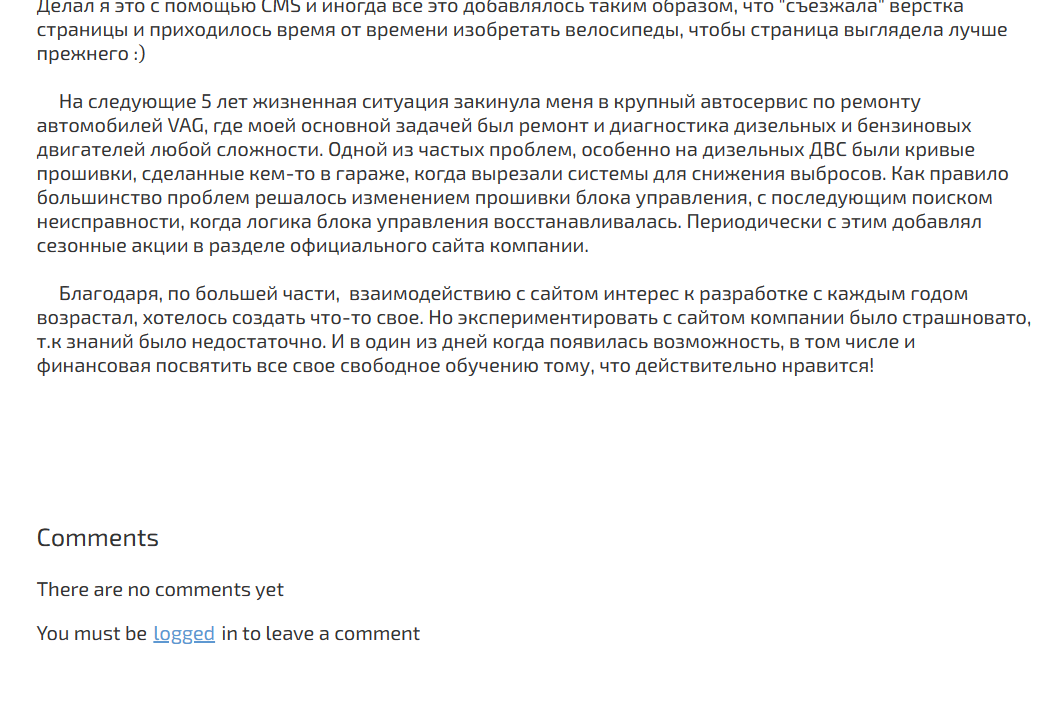 Делал я это с помощью CMS и иногда все это добавлялось таким образом, что "съезжала" верстка
страницы и приходилось время от времени изобретать велосипеды, чтобы страница выглядела лучше
прежнего :)
На следующие 5 лет жизненная ситуация закинула меня в крупный автосервис по ремонту
автомобилей VAG, где моей основной задачей был ремонт и диагностика дизельных и бензиновых
двигателей любой сложности. Одной из частых проблем, особенно на дизельных ДВС были кривые
прошивки, сделанные кем-то в гараже, когда вырезали системы для снижения выбросов. Как правило
большинство проблем решалось изменением прошивки блока управления, с последующим поиском
неисправности, когда логика блока управления восстанавливалась. Периодически с этим добавлял
сезонные акции в разделе официального сайта компании.
Благодаря, по большей части, взаимодействию с сайтом интерес к разработке с каждым годом
возрастал, хотелось создать что-то свое. Но экспериментировать с сайтом компании было страшновато,
т.к знаний было недостаточно. И в один из дней когда появилась возможность, в том числе и
финансовая посвятить все свое свободное обучению тому, что действительно нравится!
Comments
There are no comments yet
You must be logged in to leave a comment